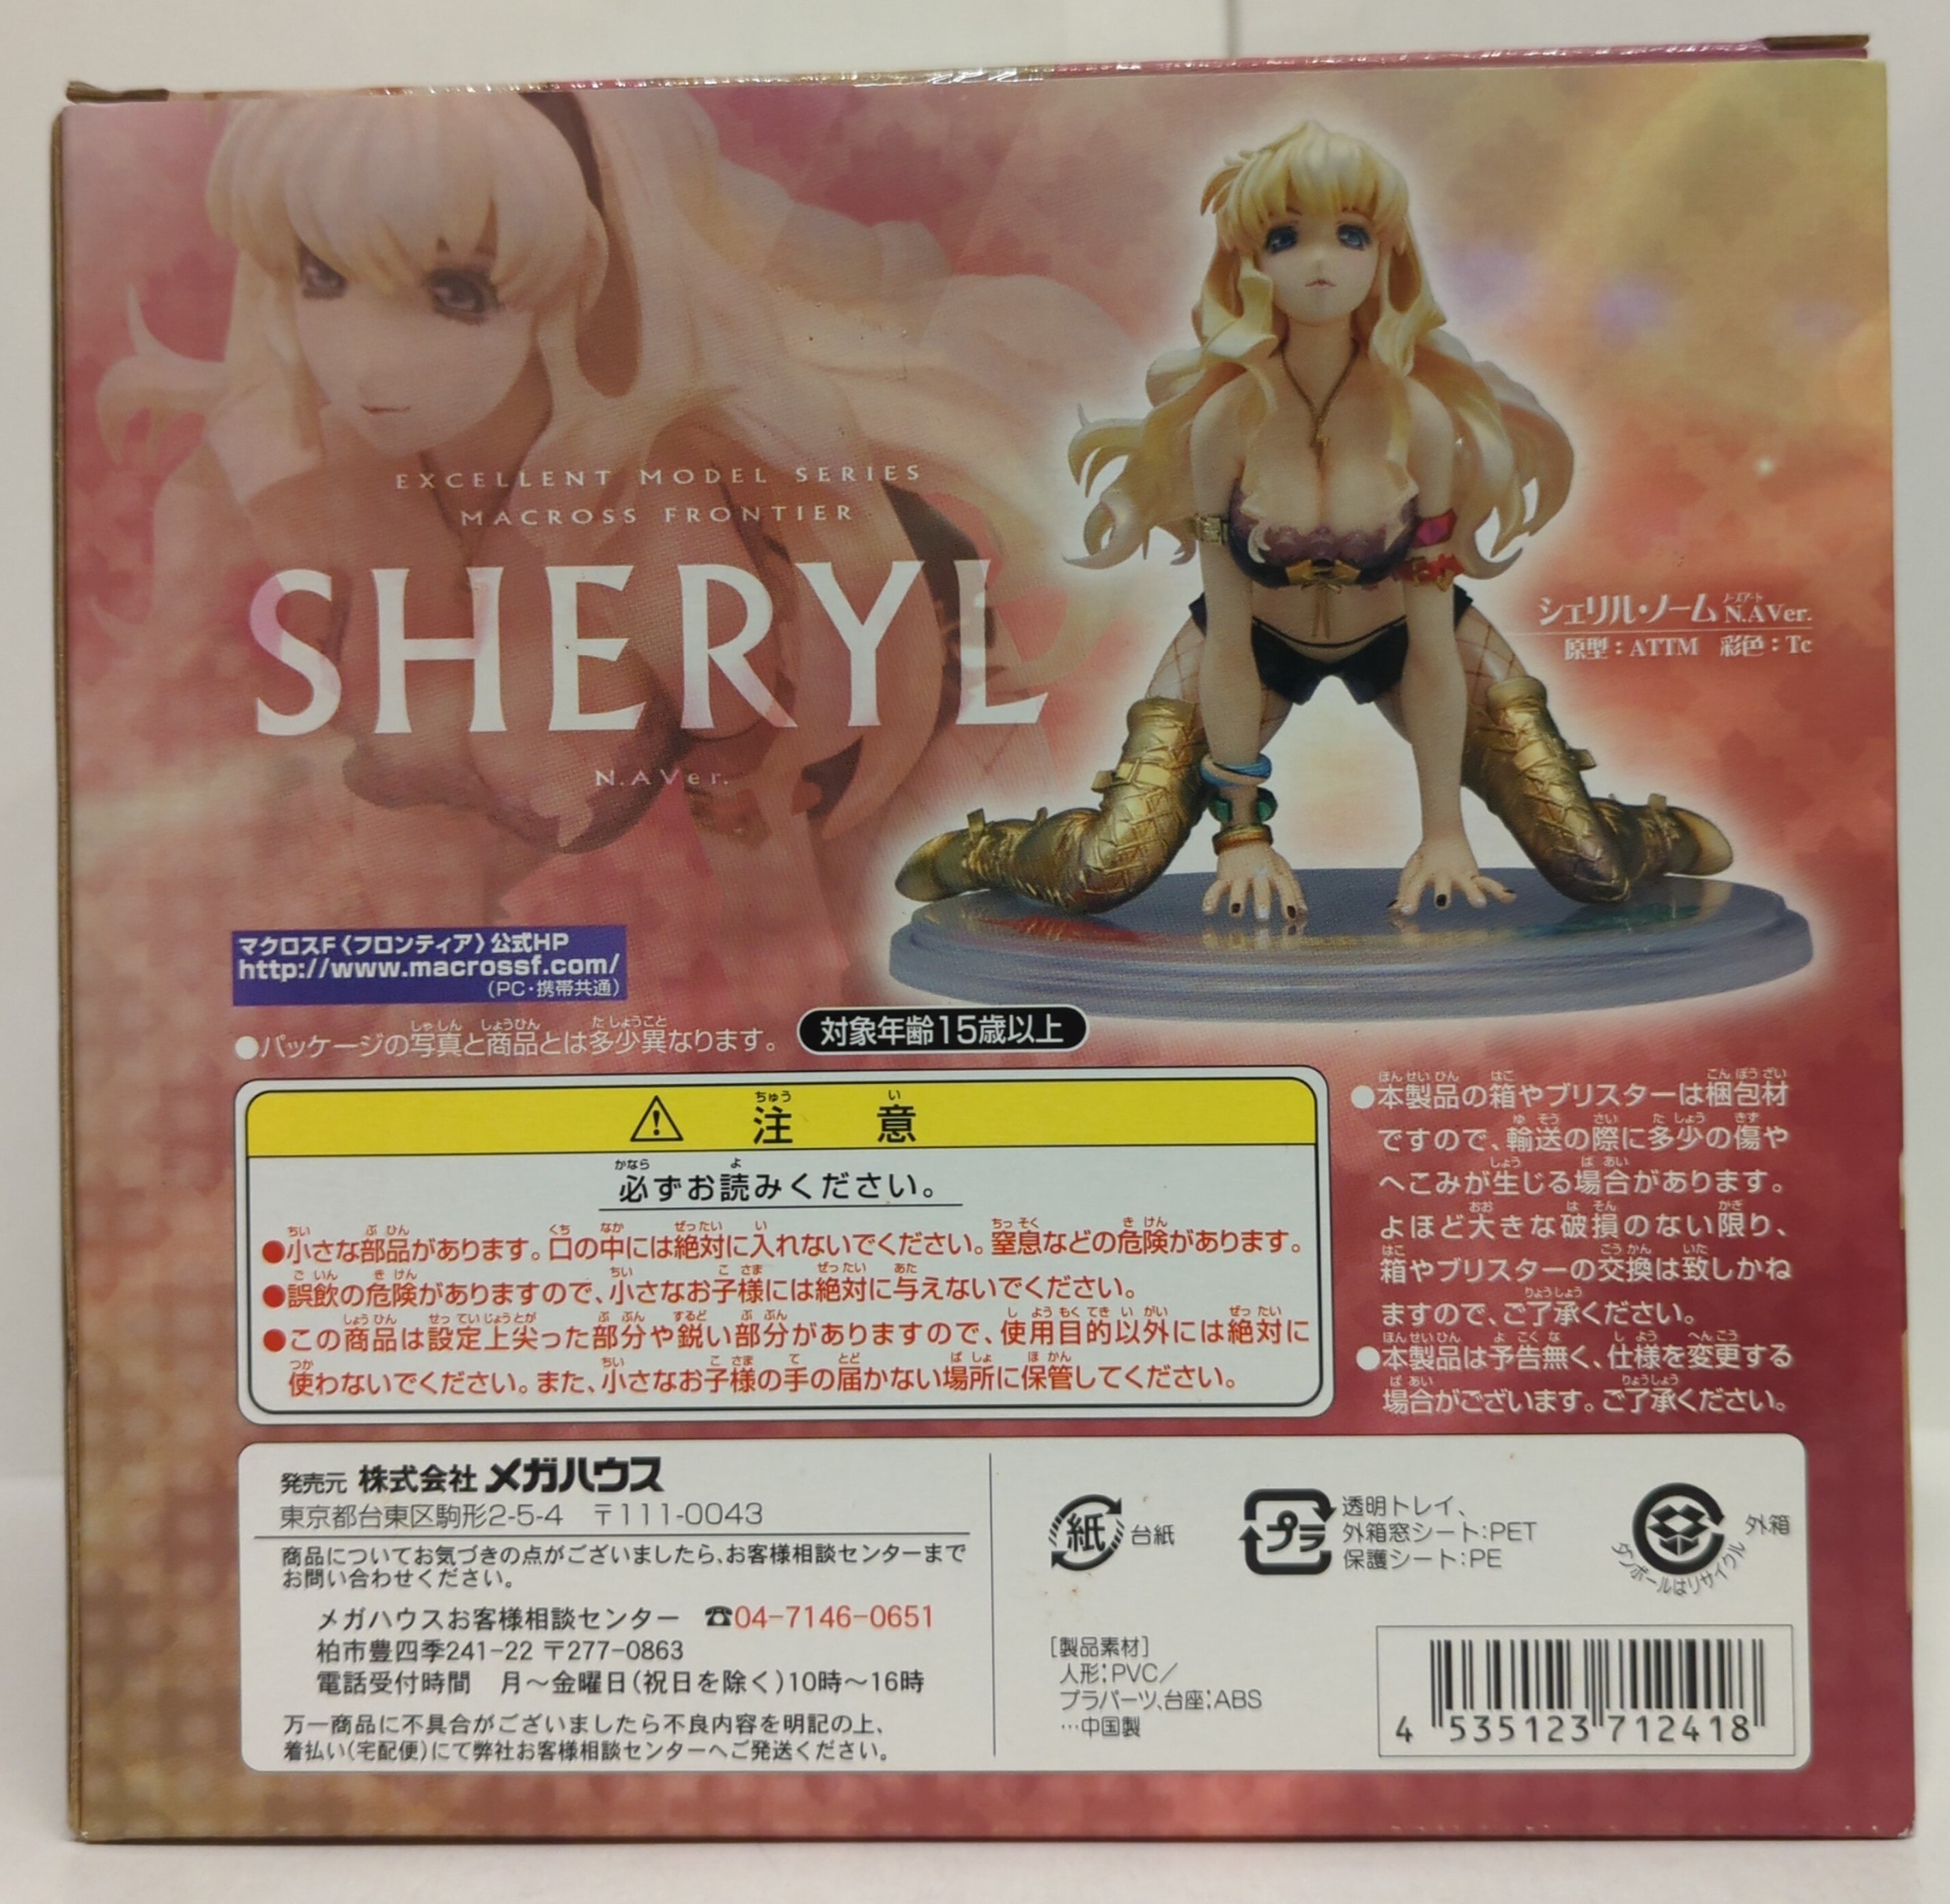 EXCELLENT MODEL SERIES
MACROSS FRONTIER
SHERYL
N.A Ver.
シェリル・ノーム N.A Ver.
ノーズアート
原型：ATTM 彩色：Tc
マクロスF〈フロンティア〉公式HP
http://www.macrossf.com/
(PC・携帯共通)
●パッケージの写真と商品とは多少異なります。
対象年齢15歳以上
⚠ 注意
必ずお読みください。
●小さな部品があります。口の中には絶対に入れないでください。窒息などの危険があります。
●誤飲の危険がありますので、小さなお子様には絶対に与えないでください。
●この商品は設定上尖った部分や鋭い部分がありますので、使用目的以外には絶対に
使わないでください。また、小さなお子様の手の届かない場所に保管してください。
●本製品の箱やブリスターは梱包材
ですので、輸送の際に多少の傷や
へこみが生じる場合があります。
よほど大きな破損のない限り、
箱やブリスターの交換は致しかね
ますので、ご了承ください。
●本製品は予告無く、仕様を変更する
場合がございます。ご了承ください。
発売元 株式会社 メガハウス
東京都台東区駒形2-5-4 〒111-0043
商品についてお気づきの点がございましたら、お客様相談センターまで
お問い合わせください。
メガハウスお客様相談センター ☎04-7146-0651
柏市豊四季241-22 〒277-0863
電話受付時間 月～金曜日(祝日を除く)10時～16時
万一商品に不具合がございましたら不良内容を明記の上、
着払い(宅配便)にて弊社お客様相談センターへご発送ください。
紙 台紙
プラ 透明トレイ、
外箱窓シート:PET
保護シート:PE
外箱
ダンボールはリサイクル
[製品素材]
人形:PVC／
プラパーツ、台座:ABS
…中国製
4 535123 712418